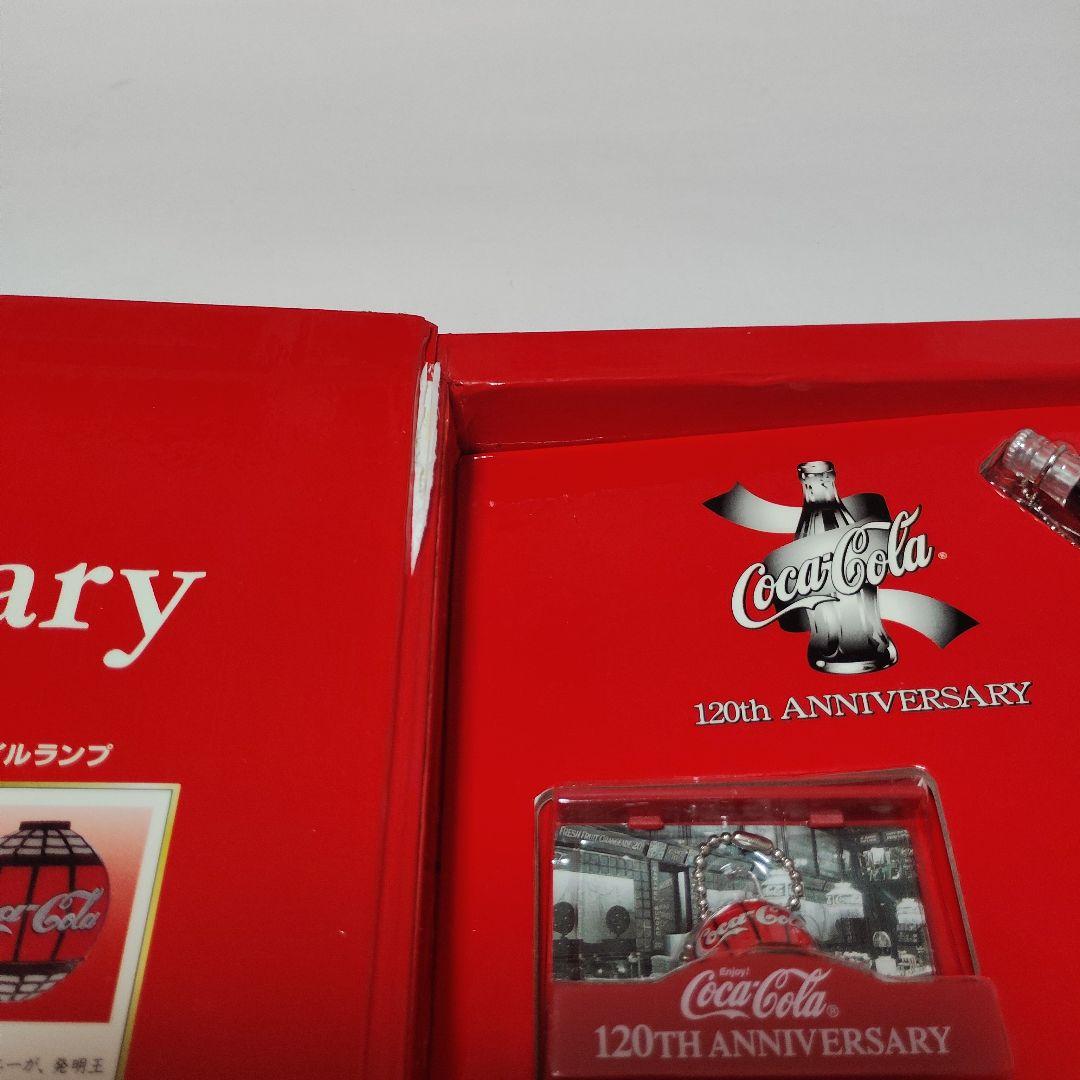 ary
ルランプ
Coca-Cola
ーが、発明王
Coca-Cola®
120th ANNIVERSARY
FRESH FRUIT ORANGEADE 20
Coca-Cola
Enjoy!
Coca-Cola®
120TH ANNIVERSARY